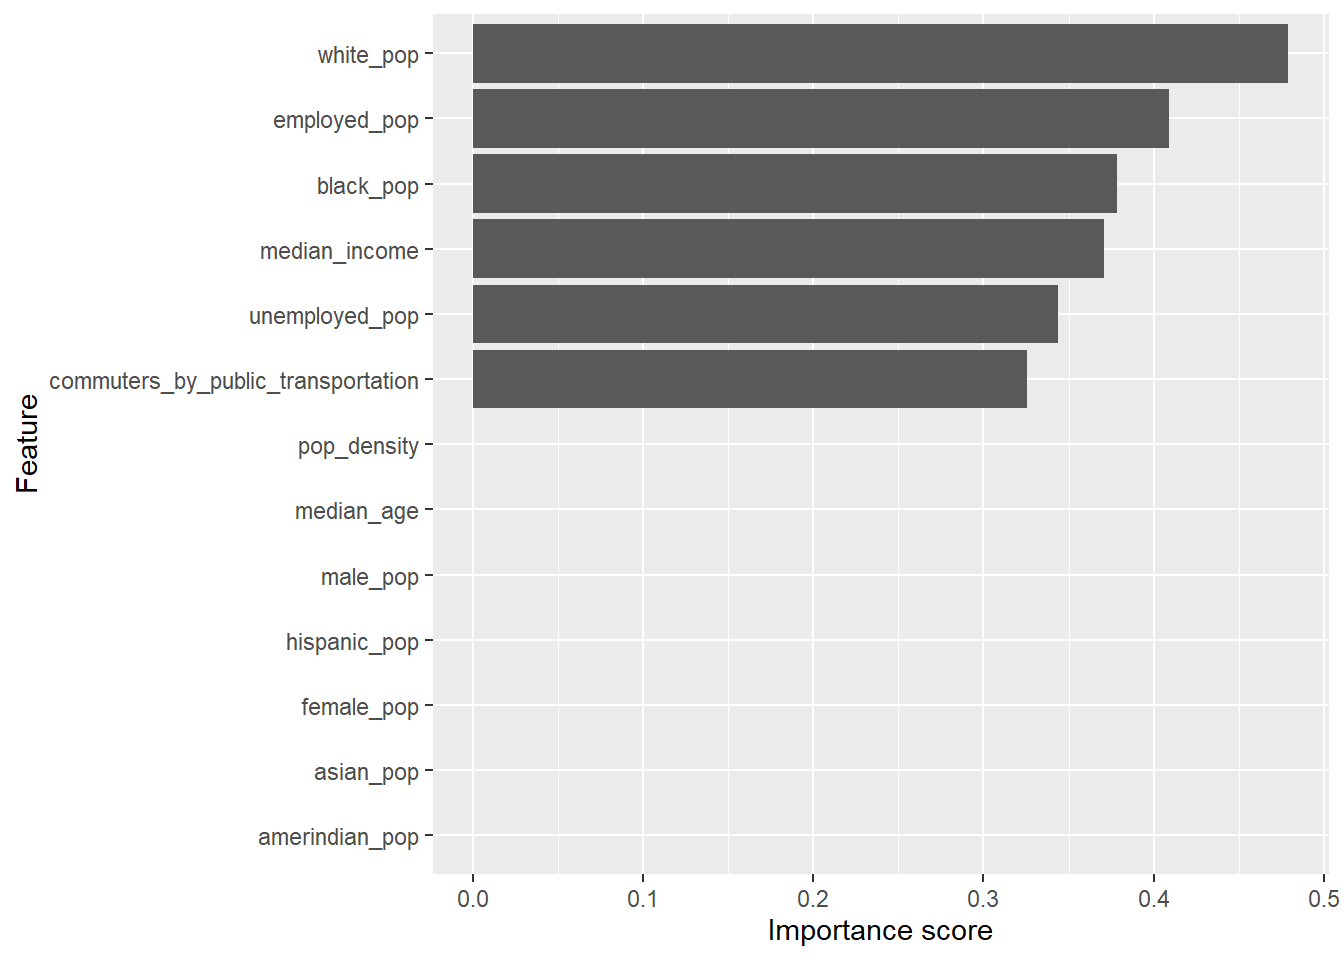 white_pop
employed_pop
black_pop
median_income
unemployed_pop
commuters_by_public_transportation
pop_density
median_age
male_pop
hispanic_pop
female_pop
asian_pop
amerindian_pop
Feature
0.0 0.1 0.2 0.3 0.4 0.5
Importance score